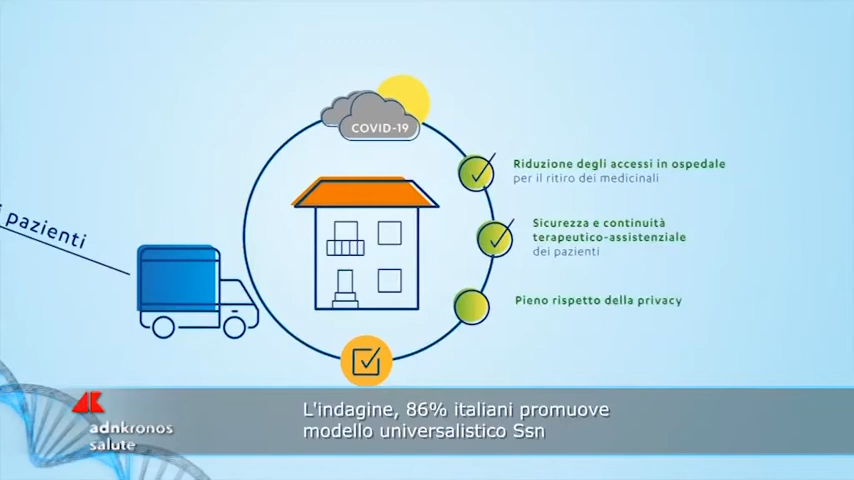 COVID-19
Riduzione degli accessi in ospedale
per il ritiro dei medicinali
Sicurezza e continuità
terapeutico-assistenziale
dei pazienti
Pieno rispetto della privacy
i pazienti
adnkronos
salute
L'indagine, 86% italiani promuove
modello universalistico Ssn